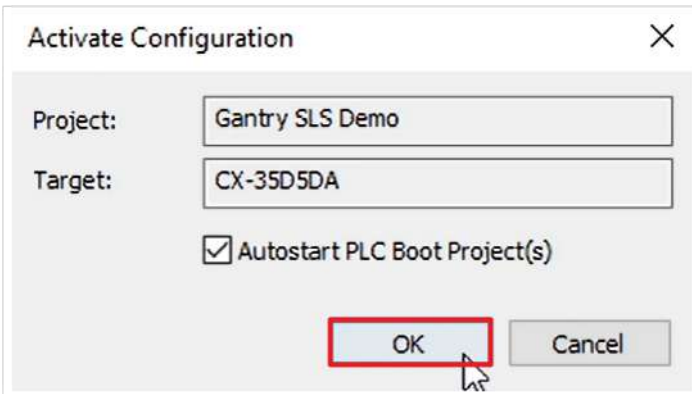 Activate Configuration
Project: Gantry SLS Demo
Target: CX-35D5DA
Autostart PLC Boot Project(s)
OK Cancel